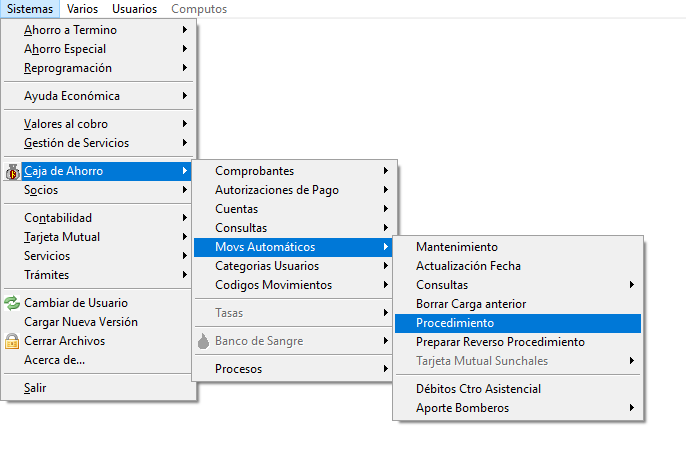 Sistemas Varios Usuarios Computos
Ahorro a Termino
Ahorro Especial
Reprogramación
Ayuda Económica
Valores al cobro
Gestión de Servicios
Caja de Ahorro
Socios
Contabilidad
Tarjeta Mutual
Servicios
Trámites
Cambiar de Usuario
Cargar Nueva Versión
Cerrar Archivos
Acerca de...
Salir
Comprobantes
Autorizaciones de Pago
Cuentas
Consultas
Movs Automáticos
Categorias Usuarios
Codigos Movimientos
Tasas
Banco de Sangre
Procesos
Mantenimiento
Actualización Fecha
Consultas
Borrar Carga anterior
Procedimiento
Preparar Reverso Procedimiento
Tarjeta Mutual Sunchales
Débitos Ctro Asistencial
Aporte Bomberos